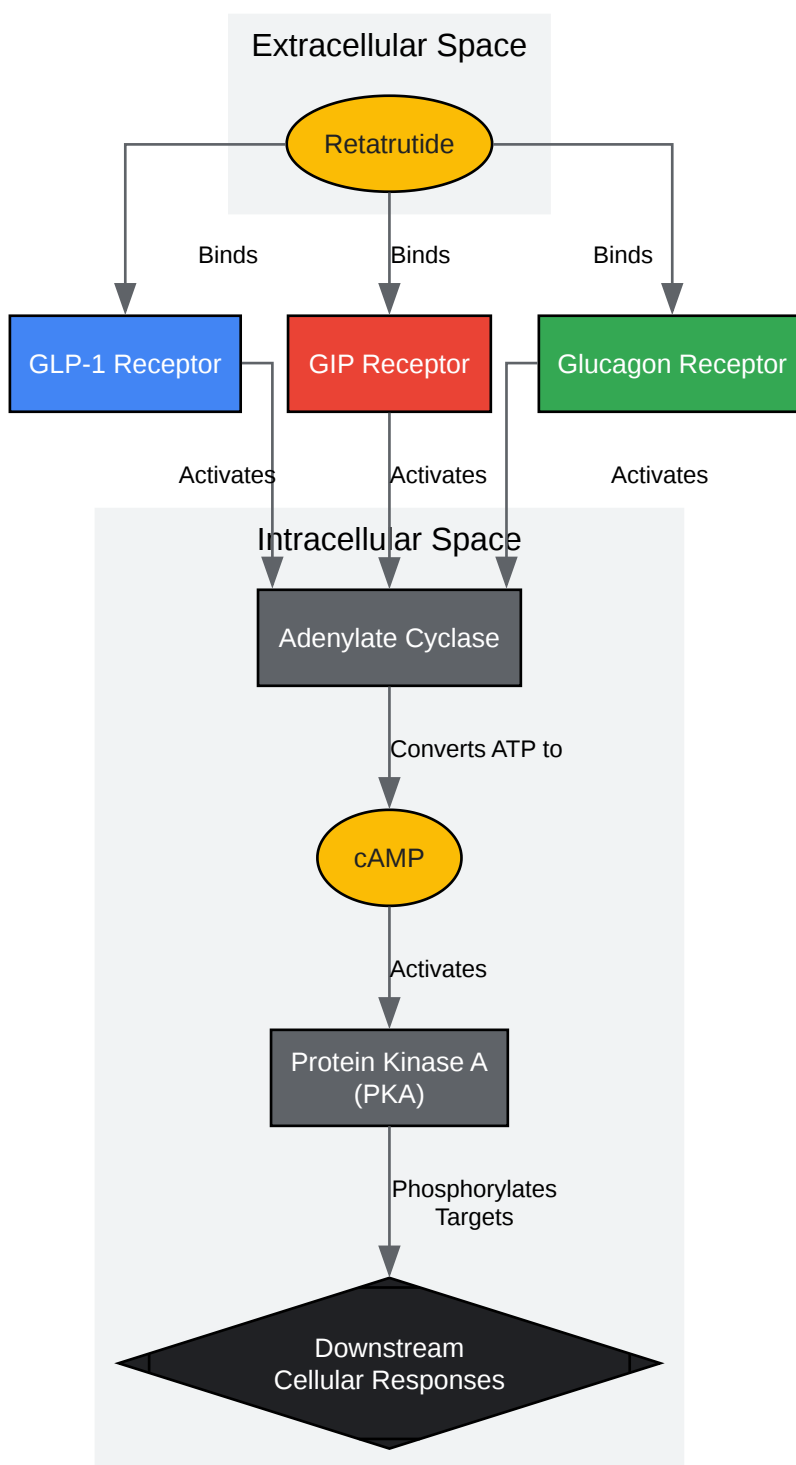 Extracellular Space
Retatrutide
Binds
Binds
Binds
GLP-1 Receptor
GIP Receptor
Glucagon Receptor
Activates
Activates
Activates
Intracellular Space
Adenylate Cyclase
Converts ATP to
cAMP
Activates
Protein Kinase A
(PKA)
Phosphorylates
Targets
Downstream
Cellular Responses